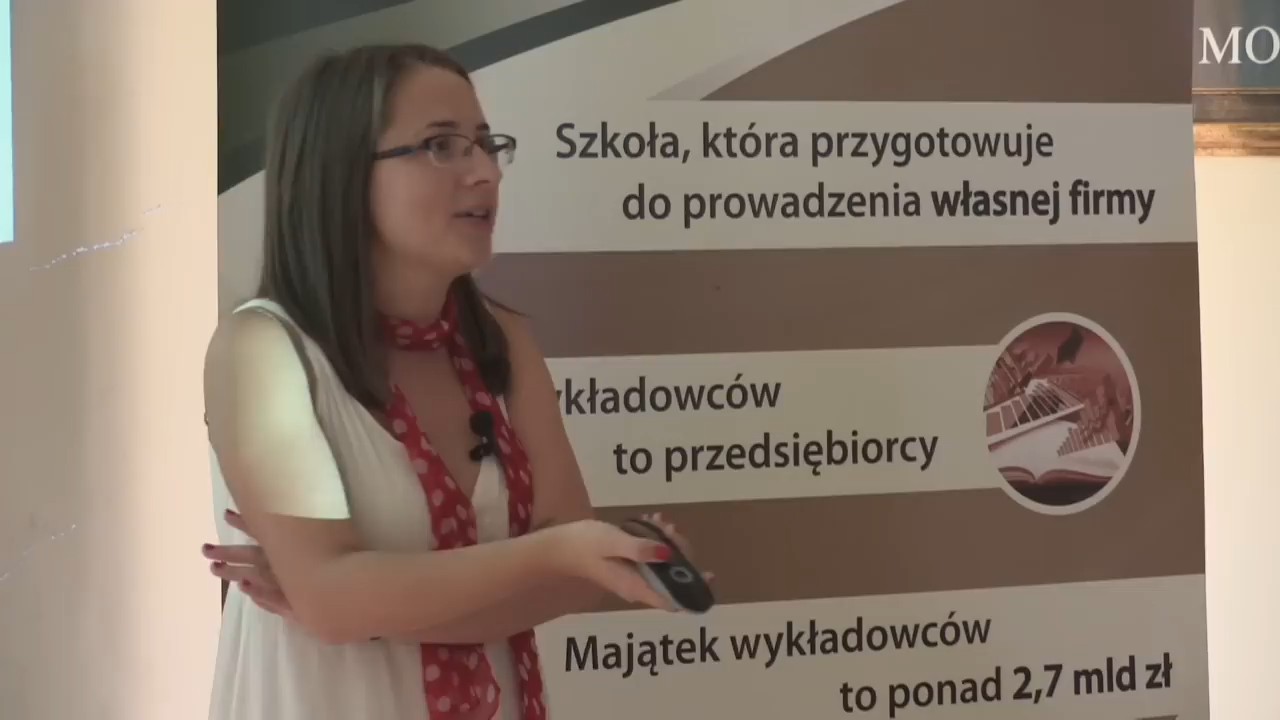 MO
Szkoła, która przygotowuje
do prowadzenia własnej firmy
ykładowców
to przedsiębiorcy
Majątek wykładowców
to ponad 2,7 mld zł